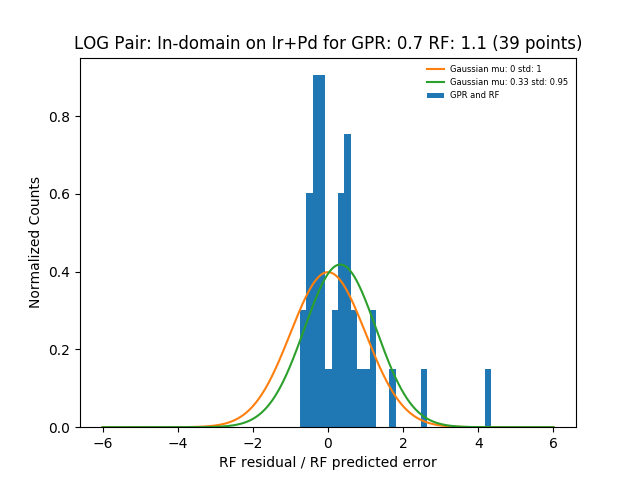 LOG Pair: In-domain on Ir+Pd for GPR: 0.7 RF: 1.1 (39 points)
Gaussian mu: 0 std: 1
Gaussian mu: 0.33 std: 0.95
GPR and RF
Normalized Counts
0.8
0.6
0.4
0.2
0.0
−6 −4 −2 0 2 4 6
RF residual / RF predicted error